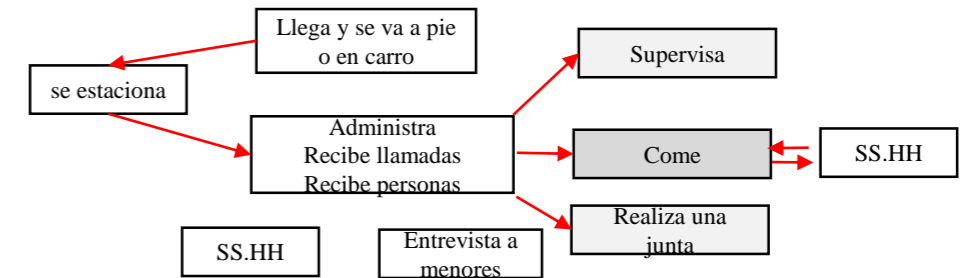 Llega y se va a pie
o en carro
Supervisa
se estaciona
Administra
Recibe llamadas
Recibe personas
Come
SS.HH
Realiza una
junta
SS.HH
Entrevista a
menores